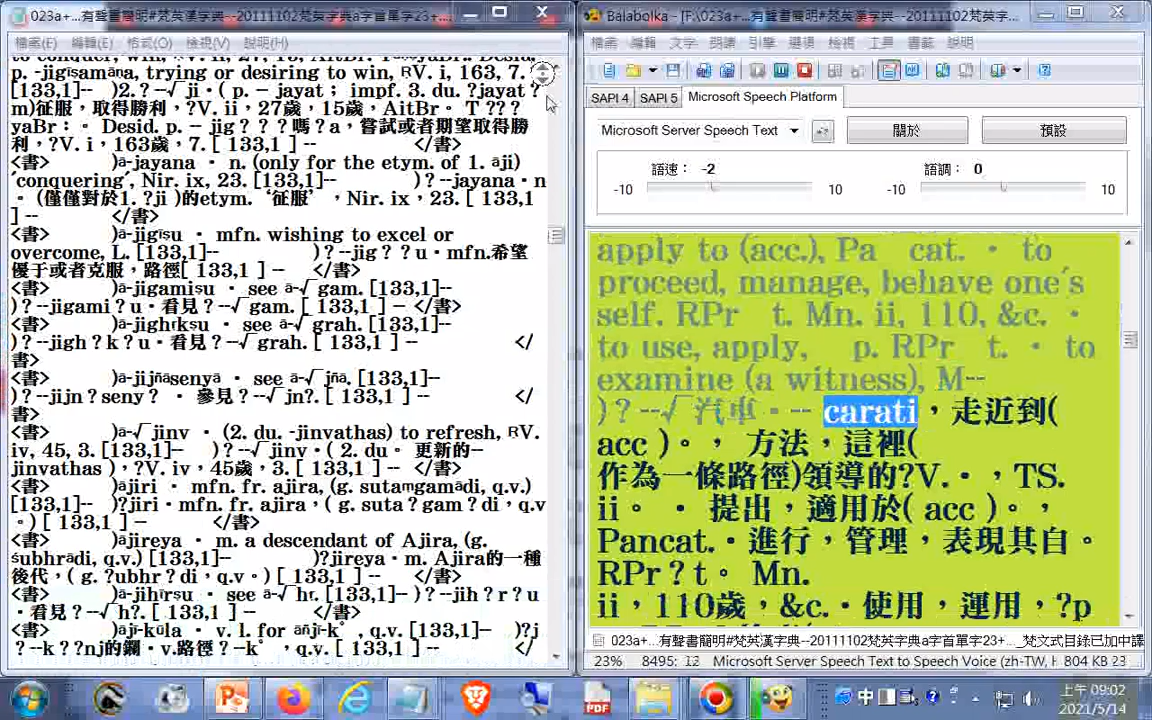 023a+...有聲書簡明#梵英漢字典--20111102梵英字典a字首單字23+...
檔案(F) 編輯(E) 格式(O) 檢視(V) 說明(H)
p. -jigīṣamāṇa, trying or desiring to win, RV. i, 163, 7.
[133,1] )2.?--√ ji・(p. – jayat； impf. 3. du. ?jayat?
m)征服，取得勝利，?V. ii，27歲，15歲，AitBr。T ???
yaBr：。Desid. p. – jig???嗎?a，嘗試或者期望取得勝
利，?V. i，163歲，7. [133,1 ] </書>
<書> )ā-jayana・n. (only for the etym. of 1. āji)
'conquering', Nir. ix, 23. [133,1]-- )?--jayana・n
・(僅僅對於1. ?ji )的etym.‘征服’，Nir. ix，23. [ 133,1
] -- </書>
<書> )ā-jigīṣu・mfn. wishing to excel or
overcome, L. [133,1]-- )?--jig??u・mfn.希望
優于或者克服，路徑[ 133,1 ] -- </書>
<書> )ā-jigamiṣu・see ā-√ gam. [133,1]--
)?--jigami?u・看見?--√ gam. [ 133,1 ] </書>
<書> )ā-jighṛkṣu・see ā-√ grah. [133,1]--
)?--jigh?k?u・看見?--√ grah. [ 133,1 ] </
書>
<書> )ā-jijñāsenyā・see ā-√ jñā. [133,1]--
)?--jijn?seny?・參見?--√ jn?. [ 133,1 ] </
書>
<書> )ā-√ jinv・(2. du. -jinvathas) to refresh, RV.
iv, 45, 3. [133,1]-- )?--√ jinv・( 2. du. 更新的–
jinvathas )，?V. iv，45歲，3. [ 133,1 ] -- </書>
<書> )ājiri・mfn. fr. ajira, (g. sutaṃgamādi, q.v.)
[133,1]-- )?jiri・mfn. fr. ajira，( g. suta?gam?di，q.v
。) [ 133,1 ] </書>
<書> )ājireya・m. a descendant of Ajira, (g.
śubhrādi, q.v.) [133,1]-- )?jireya・m. Ajira的一種
後代，( g. ?ubhr?di，q.v。) [ 133,1 ] </書>
<書> )ā-jihīrṣu・see ā-√ hṛ. [133,1]-- )?--jih?r?u
・看見?--√ h?. [ 133,1 ] </書>
<書> )ājī-kūla・v. l. for āñjī-k°, q.v. [133,1]-- )?j
?--k??nj的鐦・v.路徑?--k°，q.v. [ 133,1 ] </
Balabolka - [F:\023a+...有聲書簡明#梵英漢字典--20111102梵英字...
檔案 編輯 文字 朗讀 引擎 選項 檢視 工具 書籤 說明
SAPI 4 SAPI 5 Microsoft Speech Platform
Microsoft Server Speech Text 關於 預設
語速： -2 語調： 0
-10 10 -10 10
apply to (acc.), Pa cat.・to
proceed, manage, behave one's
self. RPr t. Mn. ii, 110, &c.・
to use, apply, p. RPr t.・to
examine (a witness), M--
)?--√ 汽車・-- carati，走近到(
acc )。，方法，這裡(
作為一條路徑)領導的?V.・，TS.
ii。・提出，適用於( acc )。，
Pancat.・進行，管理，表現其自。
RPr?t。Mn.
ii，110歲，&c.・使用，運用，?p
023a+...有聲書簡明#梵英漢字典--20111102梵英字典a字首單字23+..._梵文式目錄已加中譯
23% 8495: 12 Microsoft Server Speech Text to Speech Voice (zh-TW, H 804 KB 23
中
上午 09:02
2021/5/14